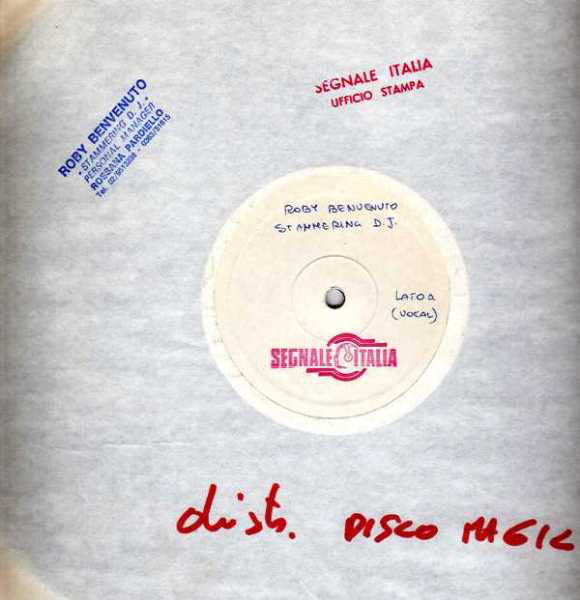 ROBY BENVENUTO
"STAMMERING D. J."
PERSONAL MANAGER
ROSSANA PARDIELLO
SEGNALE ITALIA
UFFICIO STAMPA
ROBY BENVENUTO
STAMMERING D.J.
LATO A
(VOCAL)
SEGNALE ITALIA
dist. DISCO MAGIC